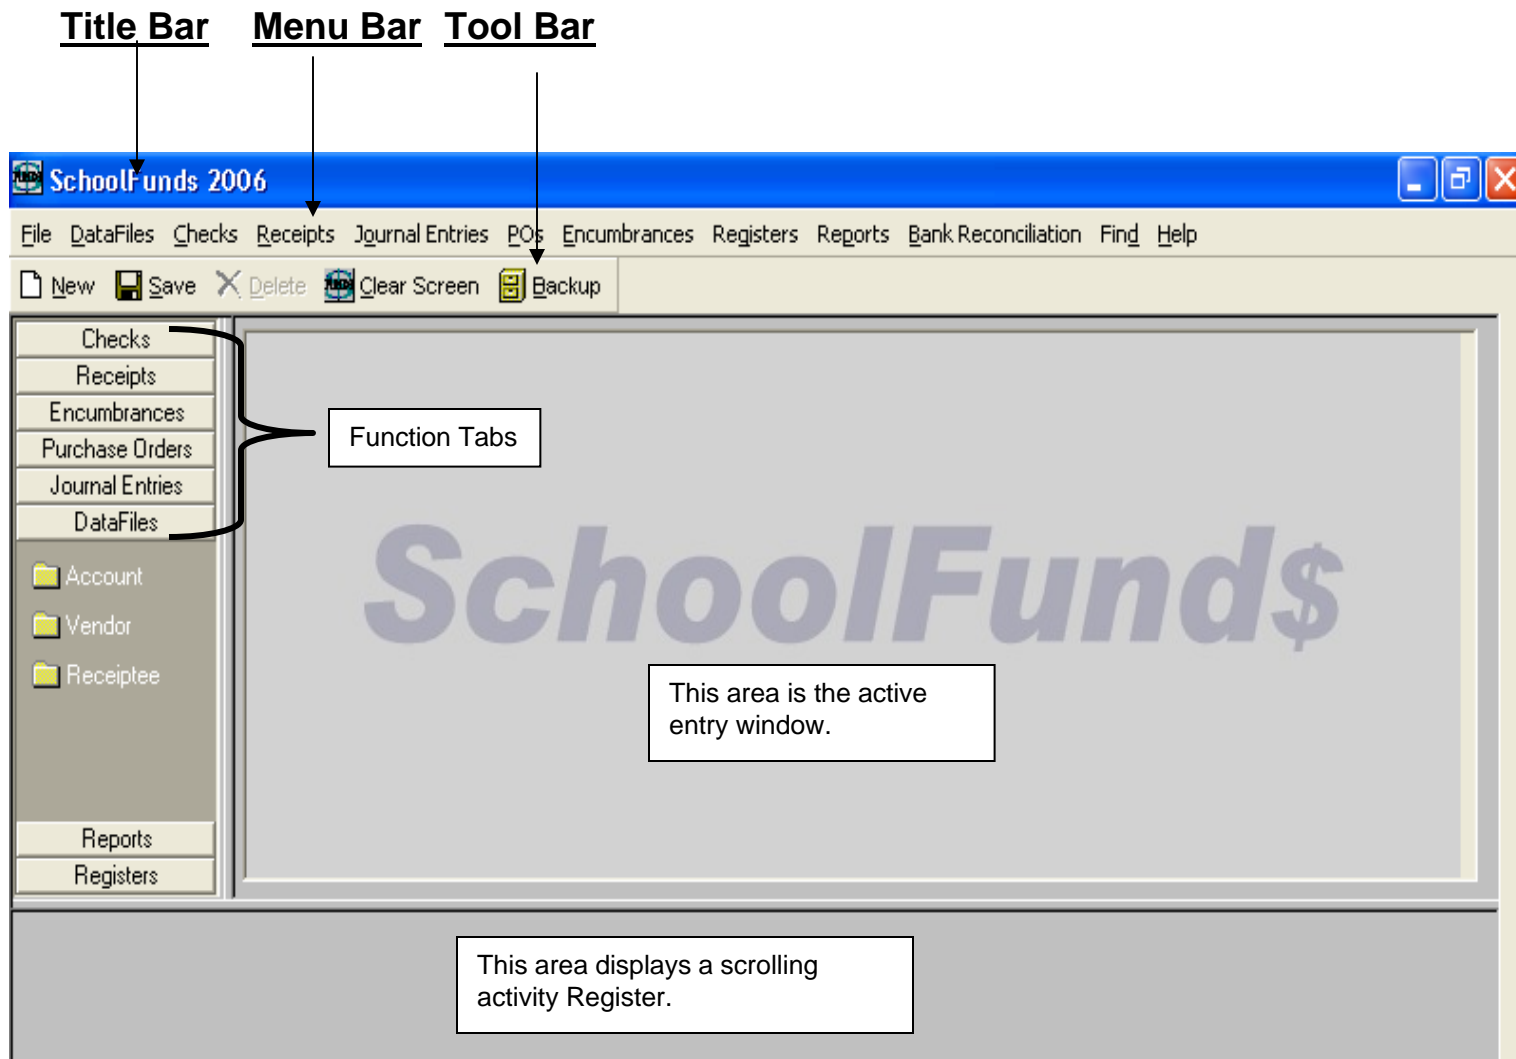 Title Bar Menu Bar Tool Bar
SchoolFunds 2006
File DataFiles Checks Receipts Journal Entries POs Encumbrances Registers Reports Bank Reconciliation Find Help
New Save Delete Clear Screen Backup
Checks
Receipts
Encumbrances
Purchase Orders
Journal Entries
DataFiles
Function Tabs
Account
Vendor
Receiptee
Reports
Registers
SchoolFund$
This area is the active
entry window.
This area displays a scrolling
activity Register.